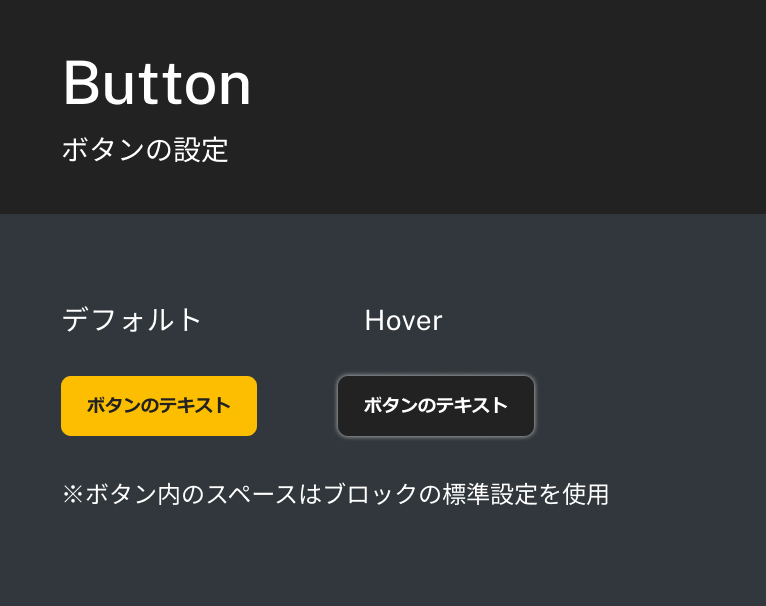 Button
ボタンの設定
デフォルト
Hover
ボタンのテキスト
ボタンのテキスト
※ボタン内のスペースはブロックの標準設定を使用